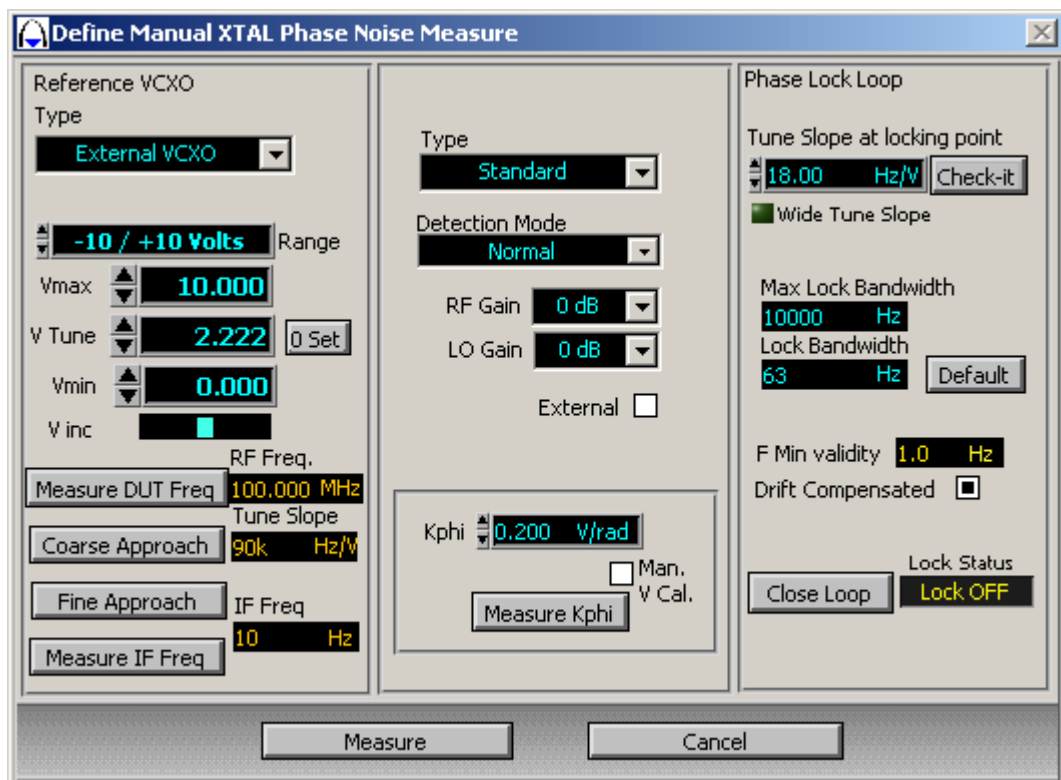 Define Manual XTAL Phase Noise Measure
Reference VCXO
Type
External VCXO
-10 / +10 Volts Range
Vmax 10.000
V Tune 2.222 0 Set
Vmin 0.000
V inc
RF Freq.
Measure DUT Freq 100.000 MHz
Tune Slope
Coarse Approach 90k Hz/V
Fine Approach IF Freq
10 Hz
Measure IF Freq
Type
Standard
Detection Mode
Normal
RF Gain 0 dB
LO Gain 0 dB
External
Kphi 0.200 V/rad
Man.
V Cal.
Measure Kphi
Phase Lock Loop
Tune Slope at locking point
18.00 Hz/V Check-it
Wide Tune Slope
Max Lock Bandwidth
10000 Hz
Lock Bandwidth
63 Hz Default
F Min validity 1.0 Hz
Drift Compensated
Lock Status
Close Loop Lock OFF
Measure Cancel